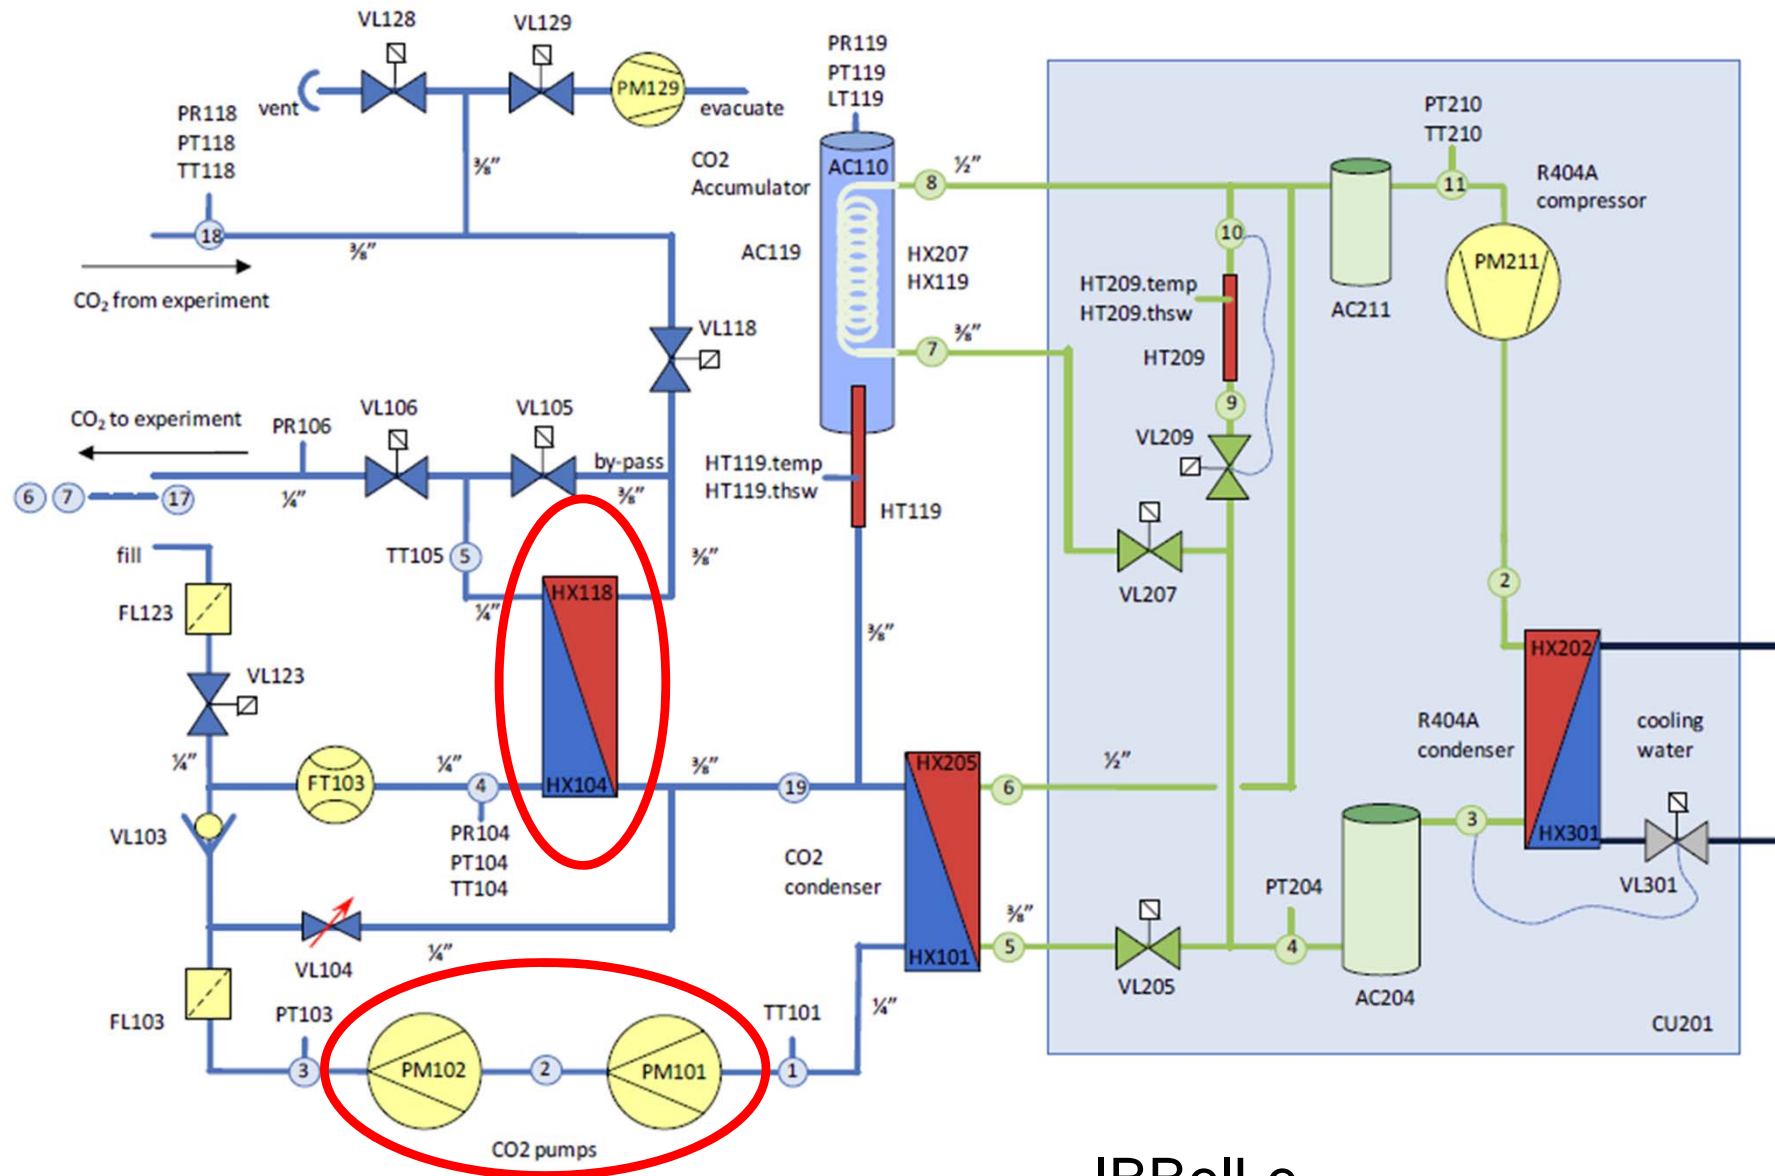 VL128
VL129
PM129
vent
evacuate
PR118
PT118
TT118
⅜”
18
⅜”
CO₂ from experiment
VL118
PR119
PT119
LT119
CO2
Accumulator
AC110
AC119
HX207
HX119
8
½”
7
⅜”
HT119.temp
HT119.thsw
HT119
⅜”
CO₂ to experiment
PR106
VL106
VL105
by-pass
¼”
⅜”
6
7
17
fill
TT105
5
¼”
⅜”
FL123
VL123
¼”
HX118
HX104
FT103
¼”
4
PR104
PT104
TT104
⅜”
19
VL103
VL104
¼”
FL103
PT103
3
PM102
2
PM101
CO2 pumps
TT101
1
¼”
CO2
condenser
HX205
HX101
6
½”
5
⅜”
PT210
TT210
11
R404A
compressor
PM211
AC211
10
HT209.temp
HT209.thsw
HT209
9
VL209
VL207
2
HX202
HX301
R404A
condenser
cooling
water
3
VL301
PT204
4
VL205
AC204
CU201